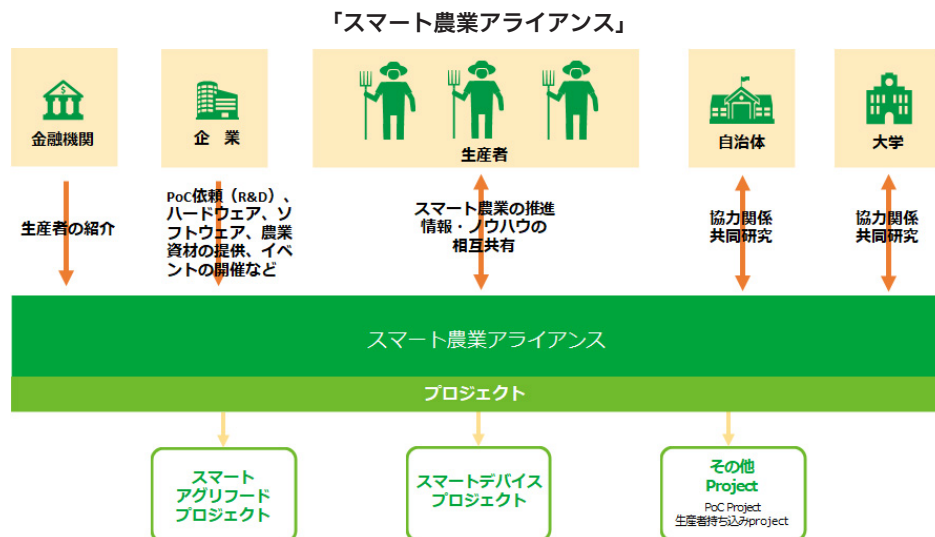 「スマート農業アライアンス」
金融機関
企　業
生産者
自治体
大学
生産者の紹介
PoC依頼（R&D）、
ハードウェア、ソ
フトウェア、農業
資材の提供、イベ
ントの開催など
スマート農業の推進
情報・ノウハウの
相互共有
協力関係
共同研究
協力関係
共同研究
スマート農業アライアンス
プロジェクト
スマート
アグリフード
プロジェクト
スマートデバイス
プロジェクト
その他
Project
PoC Project
生産者持ち込みproject